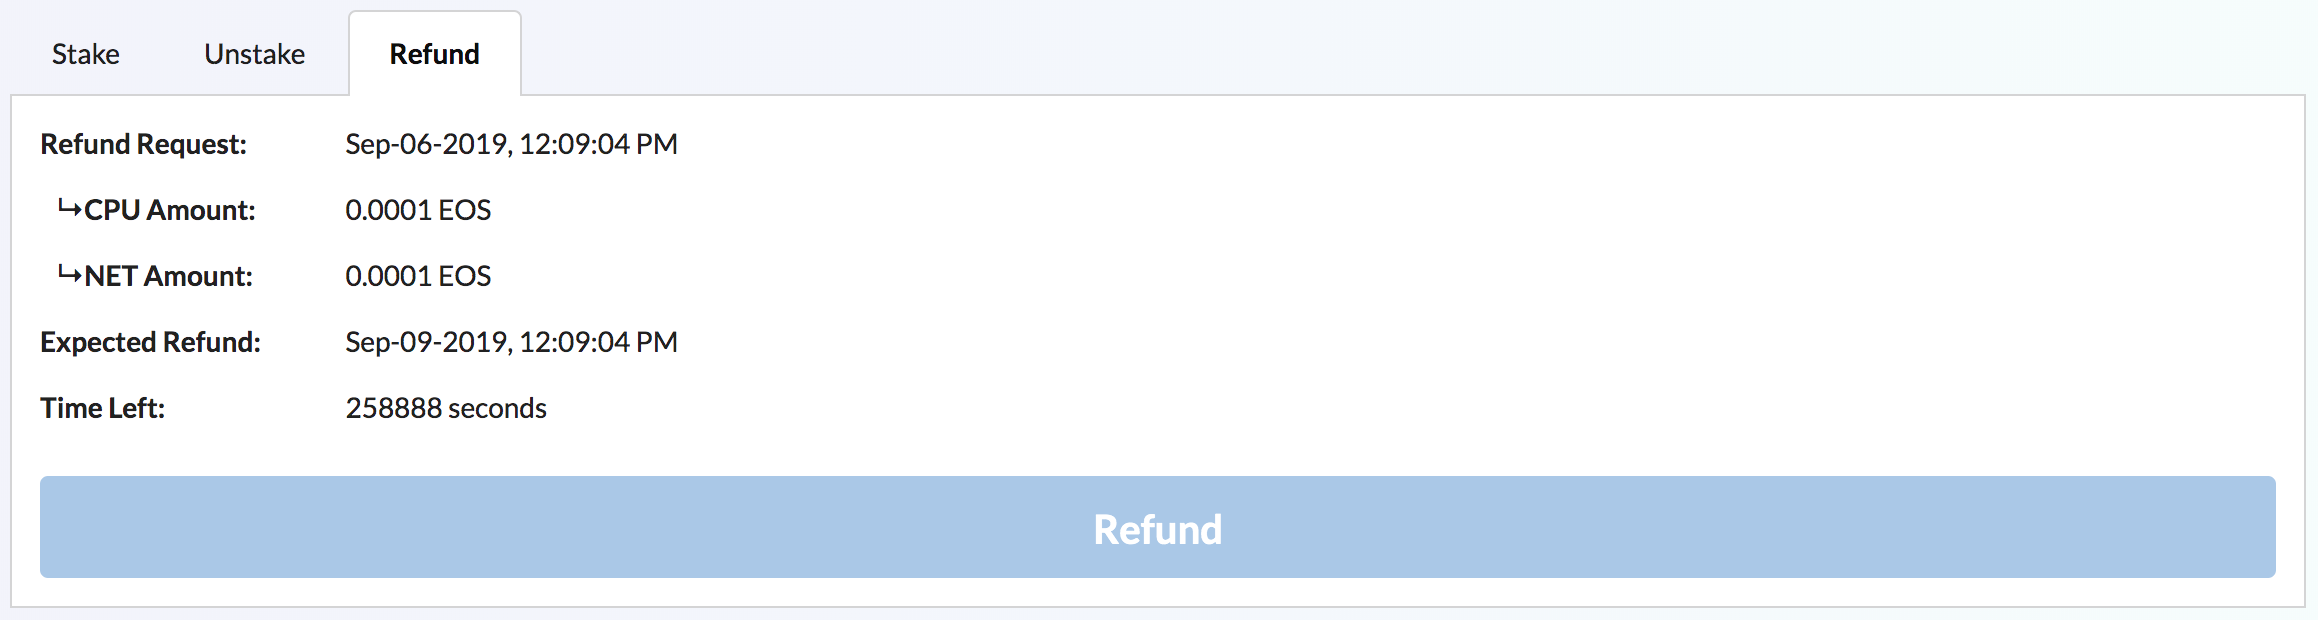 Stake Unstake Refund
Refund Request: Sep-06-2019, 12:09:04 PM
↳CPU Amount: 0.0001 EOS
↳NET Amount: 0.0001 EOS
Expected Refund: Sep-09-2019, 12:09:04 PM
Time Left: 258888 seconds
Refund